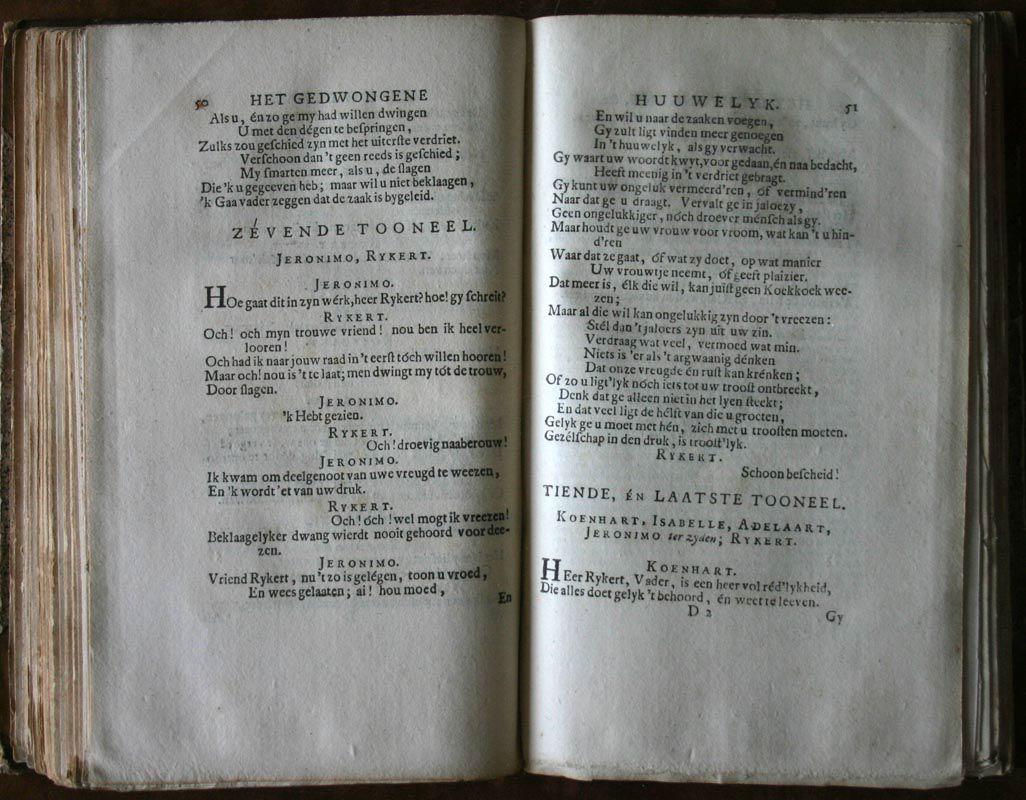 50 HET GEDWONGENE
Als u, én zo ge my had willen dwingen
U met den dégen te beſpringen,
Zulks zou geſchied zyn met het uiterſte verdriet.
Verſchoon dan 't geen reeds is geſchied;
My ſmarten meer, als u, de ſlagen
Die 'k u gegeeven heb; maar wil u niet beklaagen,
'k Gaa vader zeggen dat de zaak is bygeleid.
ZÉVENDE TOONEEL.
JERONIMO, RYKERT.
JERONIMO.
HOe gaat dit in zyn wérk, heer Rykert? hoe! gy ſchreit?
RYKERT.
Och! och myn trouwe vriend! nou ben ik heel ver-
looren!
Och had ik naar jouw raad in 't eerſt tóch willen hooren!
Maar och! nou is 't te laat; men dwingt my tót de trouw,
Door ſlagen.
JERONIMO.
'k Hebt gezien.
RYKERT.
Och! droevig naaberouw!
JERONIMO.
Ik kwam om deelgenoot van uwe vreugd te weezen,
En 'k wordt 'et van uw druk.
RYKERT.
Och! óch! wel mogt ik vreezen!
Beklaagelyker dwang wierdt nooit gehoord voor dee-
zen.
JERONIMO.
Vriend Rykert, nu 't zo is gelégen, toon u vroed,
En wees gelaaten; ai! hou moed,
En
HUUWELYK. 51
En wil u naar de zaaken voegen,
Gy zult ligt vinden meer genoegen
In 't huuwelyk, als gy verwacht.
Gy waart uw woordt kwyt, voor gedaan, én naa bedacht,
Heeft meenig in 't verdriet gebragt.
Gy kunt uw ongeluk vermeerd'ren, óf vermind'ren
Naar dat ge u draagt. Vervalt ge in jaloezy,
Geen ongelukkiger, nóch droever ménſch als gy.
Maar houdt ge uw vrouw voor vroom, wat kan 't u hin-
d'ren
Waar dat ze gaat, óf wat zy doet, op wat manier
Uw vrouwtje neemt, óf geeft plaizier.
Dat meer is, élk die wil, kan juiſt geen Koekkoek wee-
zen;
Maar al die wil kan ongelukkig zyn door 't vreezen:
Stél dan 't jaloers zyn uit uw zin.
Verdraag wat veel, vermoed wat min.
Niets is 'er als 't argwaanig dénken
Dat onze vreugde én ruſt kan krénken;
Of zo u ligt'lyk nóch iets tot uw trooſt ontbreekt,
Denk dat ge alleen niet in het lyen ſteekt;
En dat veel ligt de hélft van die u groeten,
Gelyk ge u moet met hén, zich met u trooſten moeten.
Gezélſchap in den druk, is trooſt'lyk.
RYKERT.
Schoon beſcheid!
TIENDE, ÉN LAATSTE TOONEEL.
KOENHART, ISABELLE, ADELAART,
JERONIMO ter zyden; RYKERT.
KOENHART.
HEer Rykert, Vader, is een heer vol réd'lykheid,
Die alles doet gelyk 't behoord, én weet te leeven.
D 2 Gy